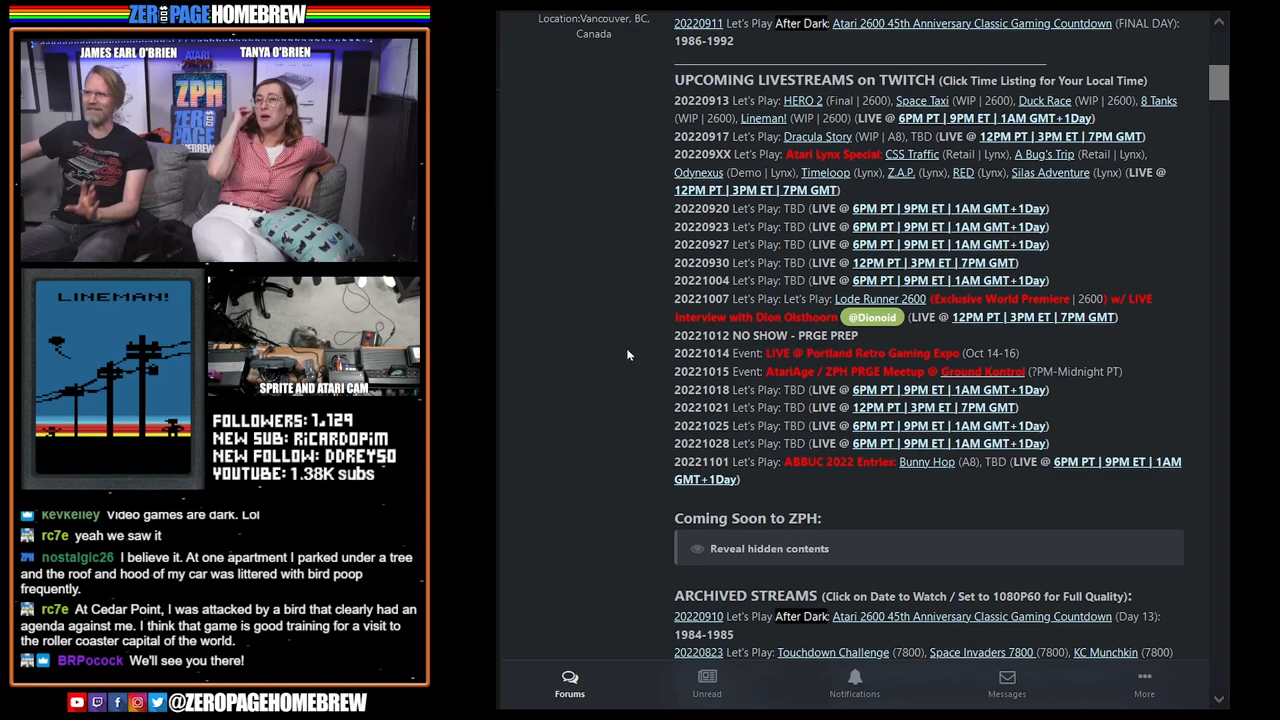 ZERO PAGE HOMEBREW
JAMES EARL O'BRIEN
TANYA O'BRIEN
ATARI
ZPH
ZERO
PAGE
LINEMAN!
SPRITE AND ATARI CAM
FOLLOWERS: 1,129
NEW SUB: RICARDOPIM
NEW FOLLOW: DDREYSO
YOUTUBE: 1.38K SUBS
kevkelley Video games are dark. Lol
rc7e yeah we saw it
nostalgic26 I believe it. At one apartment I parked under a tree
and the roof and hood of my car was littered with bird poop
frequently.
rc7e At Cedar Point, I was attacked by a bird that clearly had an
agenda against me. I think that game is good training for a visit to
the roller coaster capital of the world.
BRPocock We'll see you there!
@ZEROPAGEHOMEBREW
Location:Vancouver, BC,
Canada
20220911 Let's Play After Dark: Atari 2600 45th Anniversary Classic Gaming Countdown (FINAL DAY):
1986-1992
UPCOMING LIVESTREAMS on TWITCH (Click Time Listing for Your Local Time)
20220913 Let's Play: HERO 2 (Final | 2600), Space Taxi (WIP | 2600), Duck Race (WIP | 2600), 8 Tanks
(WIP | 2600), Lineman! (WIP | 2600) (LIVE @ 6PM PT | 9PM ET | 1AM GMT+1Day)
20220917 Let's Play: Dracula Story (WIP | A8), TBD (LIVE @ 12PM PT | 3PM ET | 7PM GMT)
202209XX Let's Play: Atari Lynx Special: CSS Traffic (Retail | Lynx), A Bug's Trip (Retail | Lynx),
Odynexus (Demo | Lynx), Timeloop (Lynx), Z.A.P. (Lynx), RED (Lynx), Silas Adventure (Lynx) (LIVE @
12PM PT | 3PM ET | 7PM GMT)
20220920 Let's Play: TBD (LIVE @ 6PM PT | 9PM ET | 1AM GMT+1Day)
20220923 Let's Play: TBD (LIVE @ 6PM PT | 9PM ET | 1AM GMT+1Day)
20220927 Let's Play: TBD (LIVE @ 6PM PT | 9PM ET | 1AM GMT+1Day)
20220930 Let's Play: TBD (LIVE @ 12PM PT | 3PM ET | 7PM GMT)
20221004 Let's Play: TBD (LIVE @ 6PM PT | 9PM ET | 1AM GMT+1Day)
20221007 Let's Play: Let's Play: Lode Runner 2600 (Exclusive World Premiere | 2600) w/ LIVE
Interview with Dion Olsthoorn @Dionoid (LIVE @ 12PM PT | 3PM ET | 7PM GMT)
20221012 NO SHOW - PRGE PREP
20221014 Event: LIVE @ Portland Retro Gaming Expo (Oct 14-16)
20221015 Event: AtariAge / ZPH PRGE Meetup @ Ground Kontrol (7PM-Midnight PT)
20221018 Let's Play: TBD (LIVE @ 6PM PT | 9PM ET | 1AM GMT+1Day)
20221021 Let's Play: TBD (LIVE @ 12PM PT | 3PM ET | 7PM GMT)
20221025 Let's Play: TBD (LIVE @ 6PM PT | 9PM ET | 1AM GMT+1Day)
20221028 Let's Play: TBD (LIVE @ 6PM PT | 9PM ET | 1AM GMT+1Day)
20221101 Let's Play: ABBUC 2022 Entries: Bunny Hop (A8), TBD (LIVE @ 6PM PT | 9PM ET | 1AM
GMT+1Day)
Coming Soon to ZPH:
Reveal hidden contents
ARCHIVED STREAMS (Click on Date to Watch / Set to 1080P60 for Full Quality):
20220910 Let's Play After Dark: Atari 2600 45th Anniversary Classic Gaming Countdown (Day 13):
1984-1985
20220823 Let's Play: Touchdown Challenge (7800), Space Invaders 7800 (7800), KC Munchkin (7800)
Forums
Unread
Notifications
Messages
More